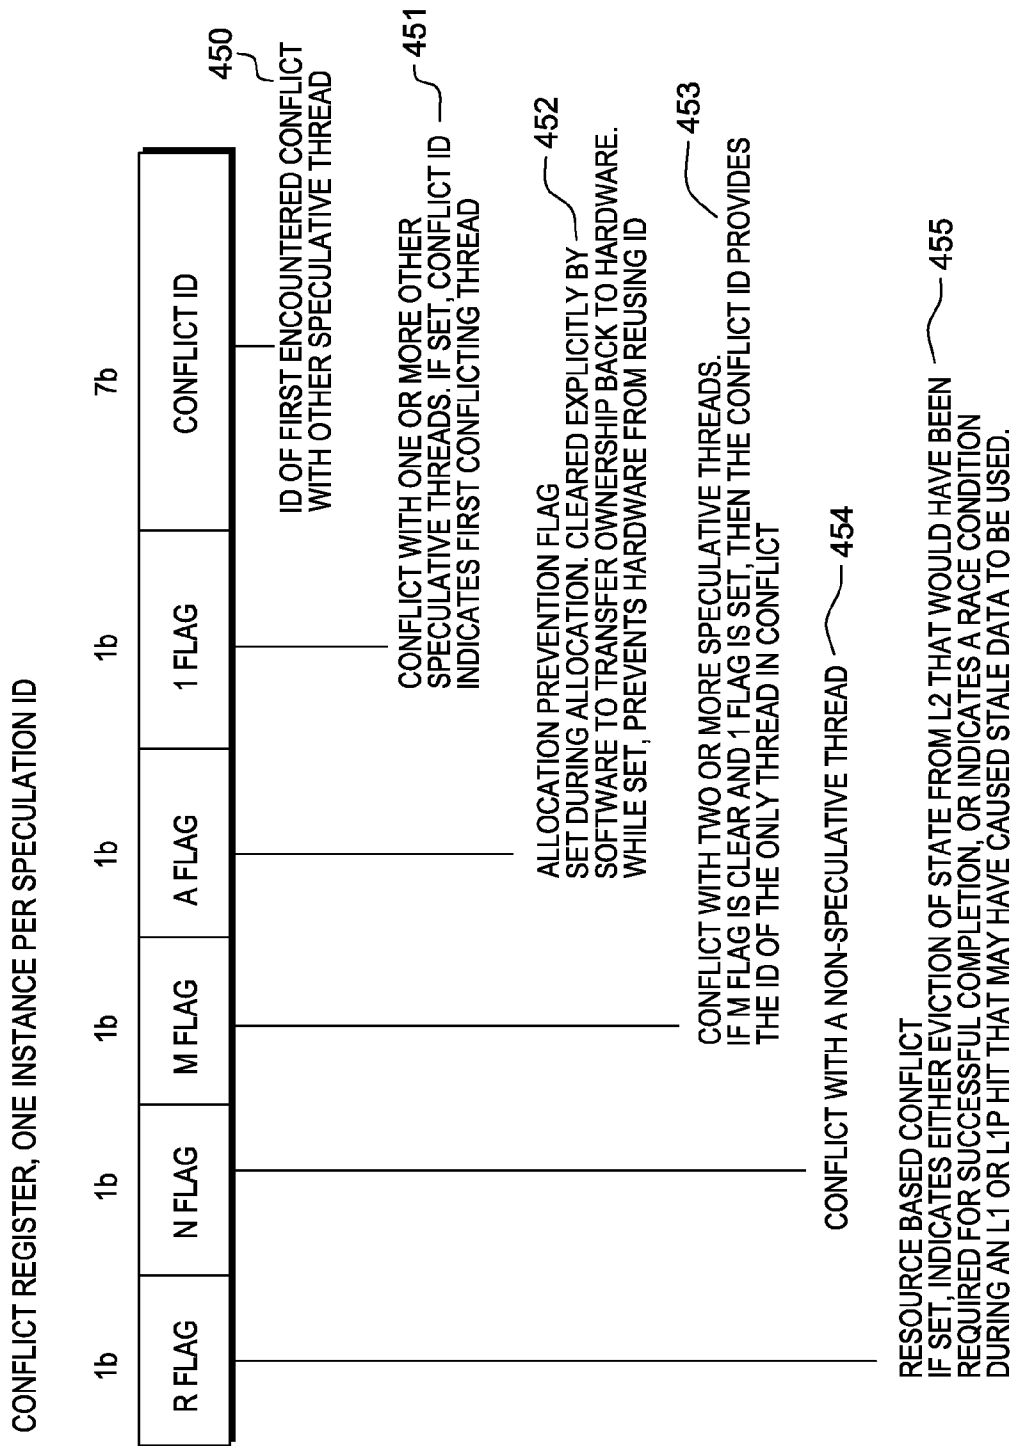 CONFLICT REGISTER, ONE INSTANCE PER SPECULATION ID
1b
1b
1b
1b
1b
7b
R FLAG
N FLAG
M FLAG
A FLAG
1 FLAG
CONFLICT ID
450
ID OF FIRST ENCOUNTERED CONFLICT
WITH OTHER SPECULATIVE THREAD
451
CONFLICT WITH ONE OR MORE OTHER
SPECULATIVE THREADS. IF SET, CONFLICT ID
INDICATES FIRST CONFLICTING THREAD
452
ALLOCATION PREVENTION FLAG
SET DURING ALLOCATION. CLEARED EXPLICITLY BY
SOFTWARE TO TRANSFER OWNERSHIP BACK TO HARDWARE.
WHILE SET, PREVENTS HARDWARE FROM REUSING ID
453
CONFLICT WITH TWO OR MORE SPECULATIVE THREADS.
IF M FLAG IS CLEAR AND 1 FLAG IS SET, THEN THE CONFLICT ID PROVIDES
THE ID OF THE ONLY THREAD IN CONFLICT
CONFLICT WITH A NON-SPECULATIVE THREAD
454
RESOURCE BASED CONFLICT
IF SET, INDICATES EITHER EVICTION OF STATE FROM L2 THAT WOULD HAVE BEEN
455
REQUIRED FOR SUCCESSFUL COMPLETION, OR INDICATES A RACE CONDITION
DURING AN L1 OR L1P HIT THAT MAY HAVE CAUSED STALE DATA TO BE USED.